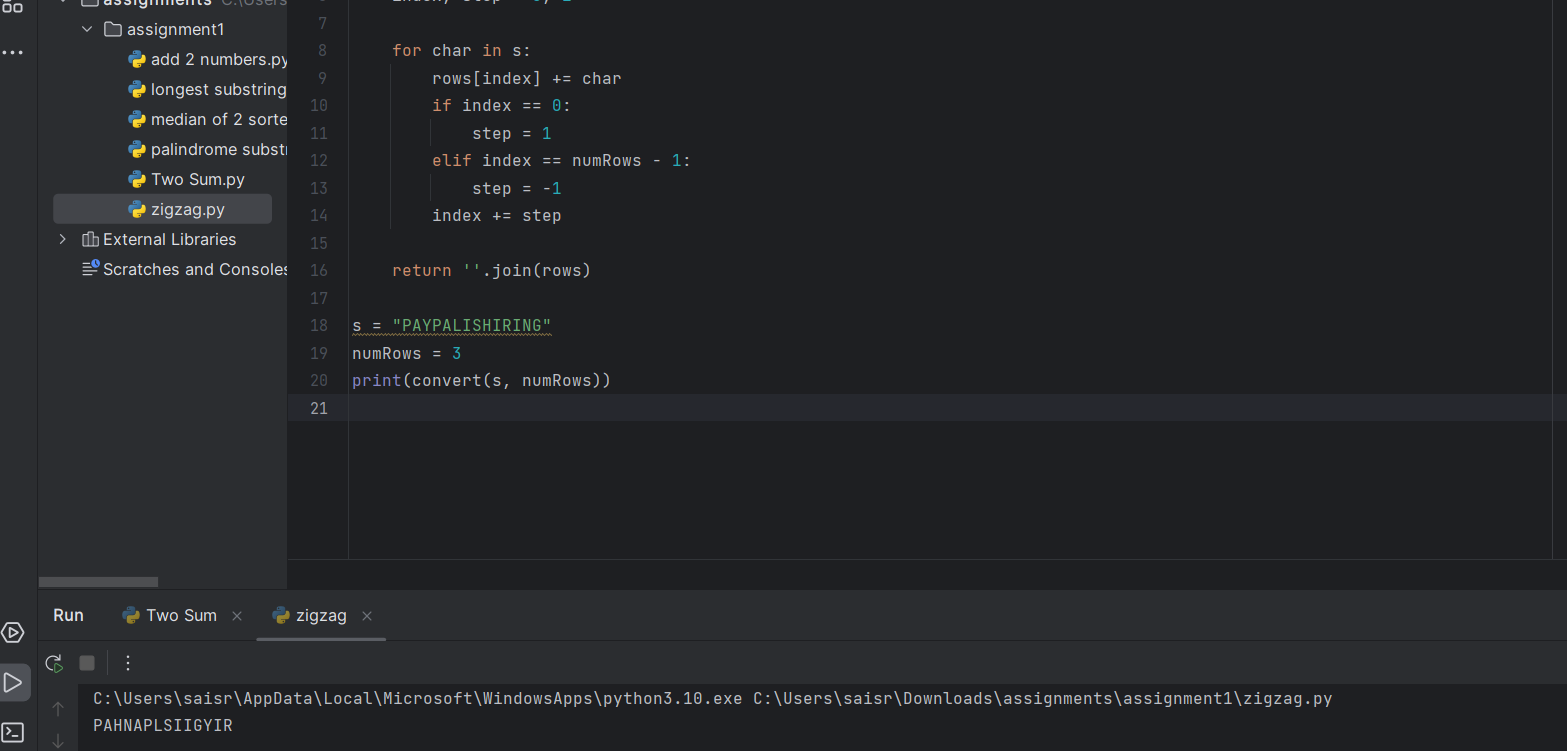 assignments C:\Users
assignment1
add 2 numbers.py
longest substring
median of 2 sorte
palindrome substr
Two Sum.py
zigzag.py
External Libraries
Scratches and Consoles
7
8 for char in s:
9 rows[index] += char
10 if index == 0:
11 step = 1
12 elif index == numRows - 1:
13 step = -1
14 index += step
15
16 return ''.join(rows)
17
18 s = "PAYPALISHIRING"
19 numRows = 3
20 print(convert(s, numRows))
21
Run Two Sum zigzag
C:\Users\saisr\AppData\Local\Microsoft\WindowsApps\python3.10.exe C:\Users\saisr\Downloads\assignments\assignment1\zigzag.py
PAHNAPLSIIGYIR